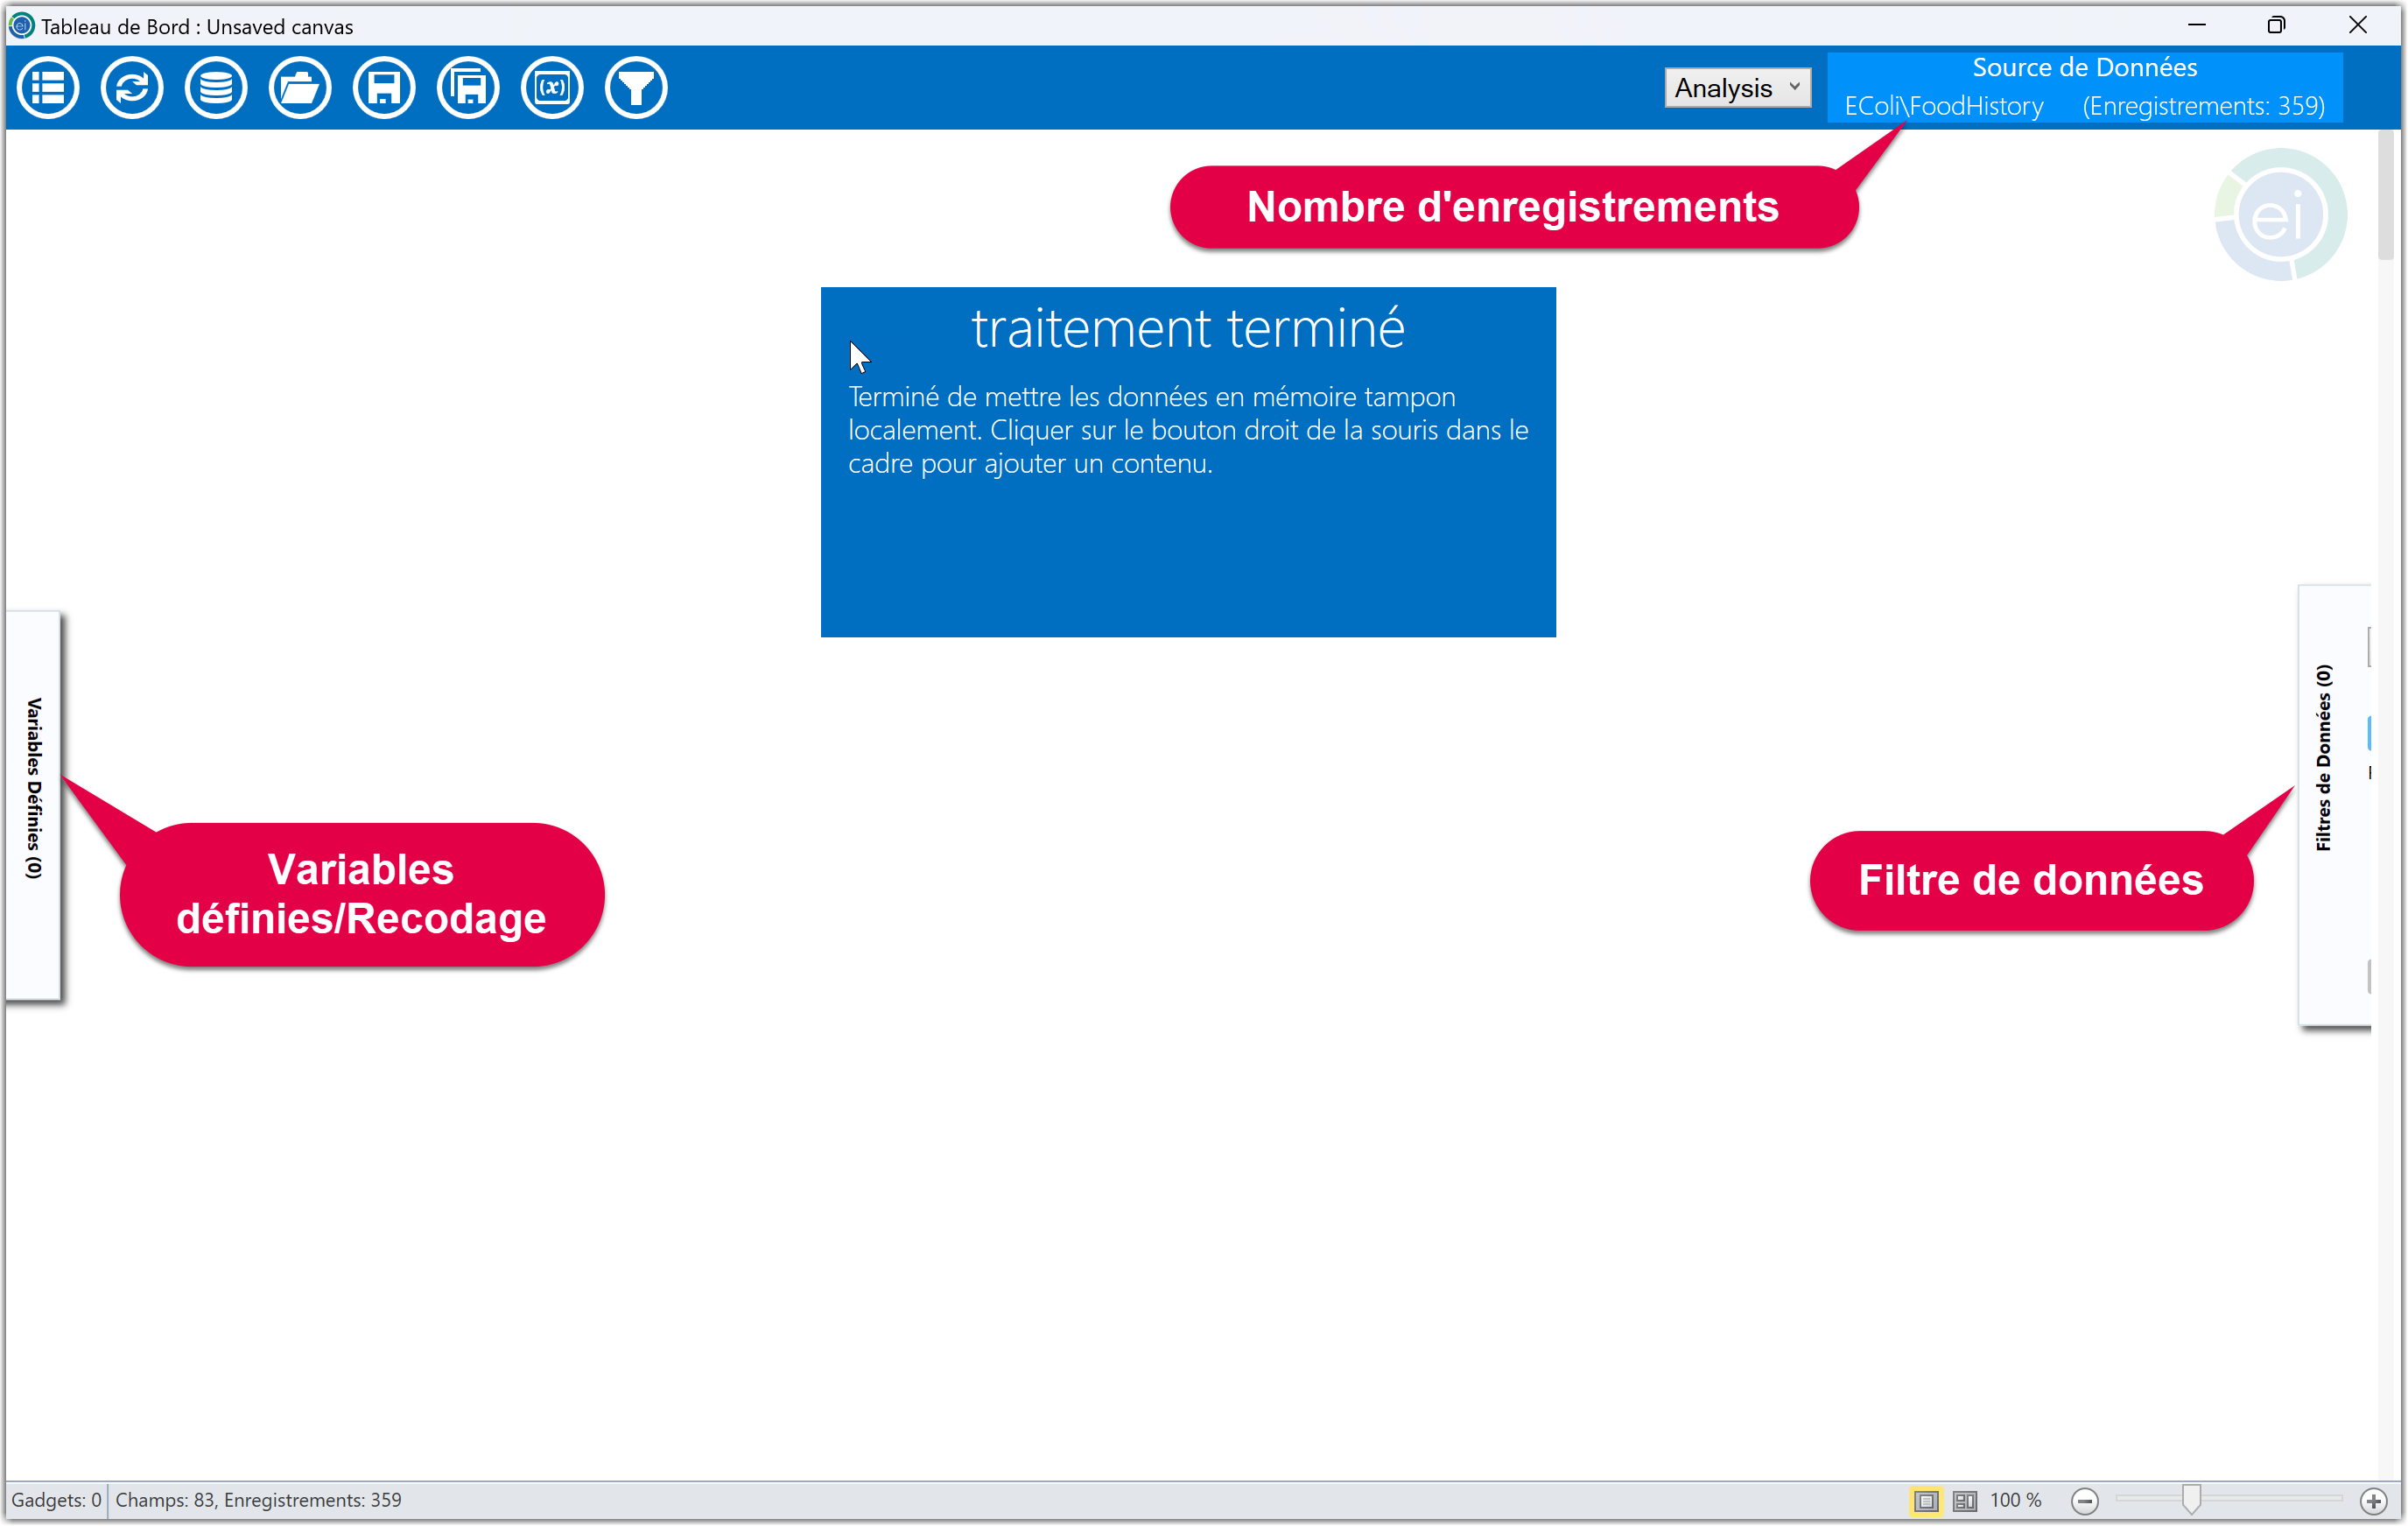 ei Tableau de Bord : Unsaved canvas
(x)
Analysis
Source de Données
EColi\FoodHistory (Enregistrements: 359)
Nombre d'enregistrements
ei
traitement terminé
Terminé de mettre les données en mémoire tampon
localement. Cliquer sur le bouton droit de la souris dans le
cadre pour ajouter un contenu.
Variables Définies (0)
Variables
définies/Recodage
Filtres de Données (0)
Filtre de données
Gadgets: 0 Champs: 83, Enregistrements: 359
100 %